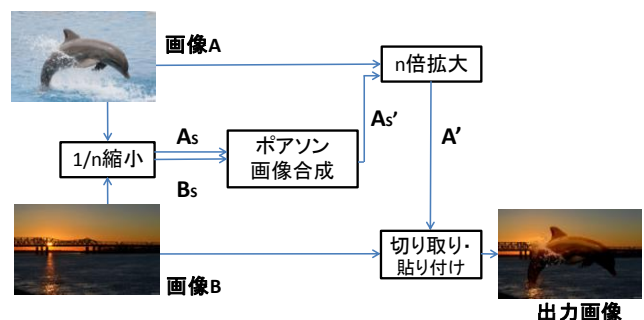 画像A
n倍拡大
As
As'
A'
1/n縮小
ポアソン
画像合成
Bs
切り取り・
貼り付け
画像B
出力画像